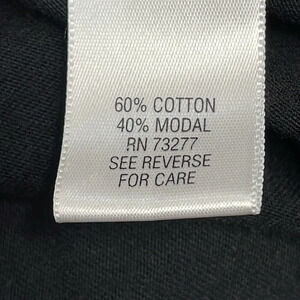 60% COTTON
40% MODAL
RN 73277
SEE REVERSE
FOR CARE